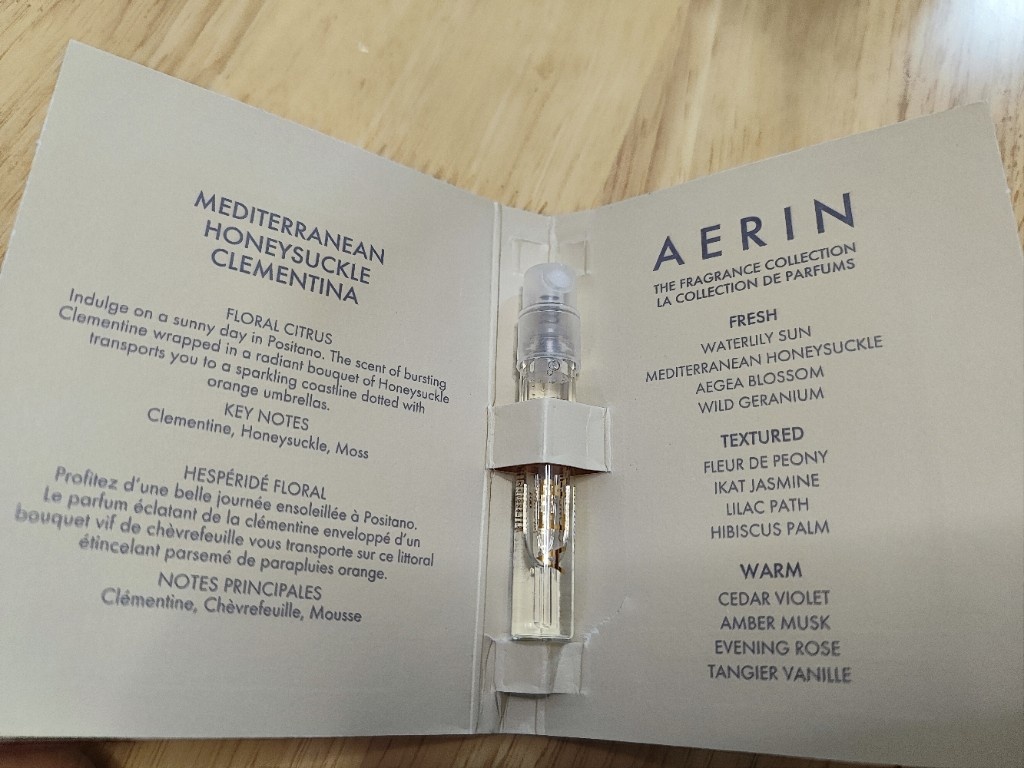 MEDITERRANEAN
HONEYSUCKLE
CLEMENTINA
FLORAL CITRUS
Indulge on a sunny day in Positano. The scent of bursting
Clementine wrapped in a radiant bouquet of Honeysuckle
transports you to a sparkling coastline dotted with
orange umbrellas.
KEY NOTES
Clementine, Honeysuckle, Moss
HESPÉRIDÉ FLORAL
Profitez d'une belle journée ensoleillée à Positano.
Le parfum éclatant de la clémentine enveloppé d'un
bouquet vif de chèvrefeuille vous transporte sur ce littoral
étincelant parsemé de parapluies orange.
NOTES PRINCIPALES
Clémentine, Chèvrefeuille, Mousse
AERIN
THE FRAGRANCE COLLECTION
LA COLLECTION DE PARFUMS
FRESH
WATERLILY SUN
MEDITERRANEAN HONEYSUCKLE
AEGEA BLOSSOM
WILD GERANIUM
TEXTURED
FLEUR DE PEONY
IKAT JASMINE
LILAC PATH
HIBISCUS PALM
WARM
CEDAR VIOLET
AMBER MUSK
EVENING ROSE
TANGIER VANILLE